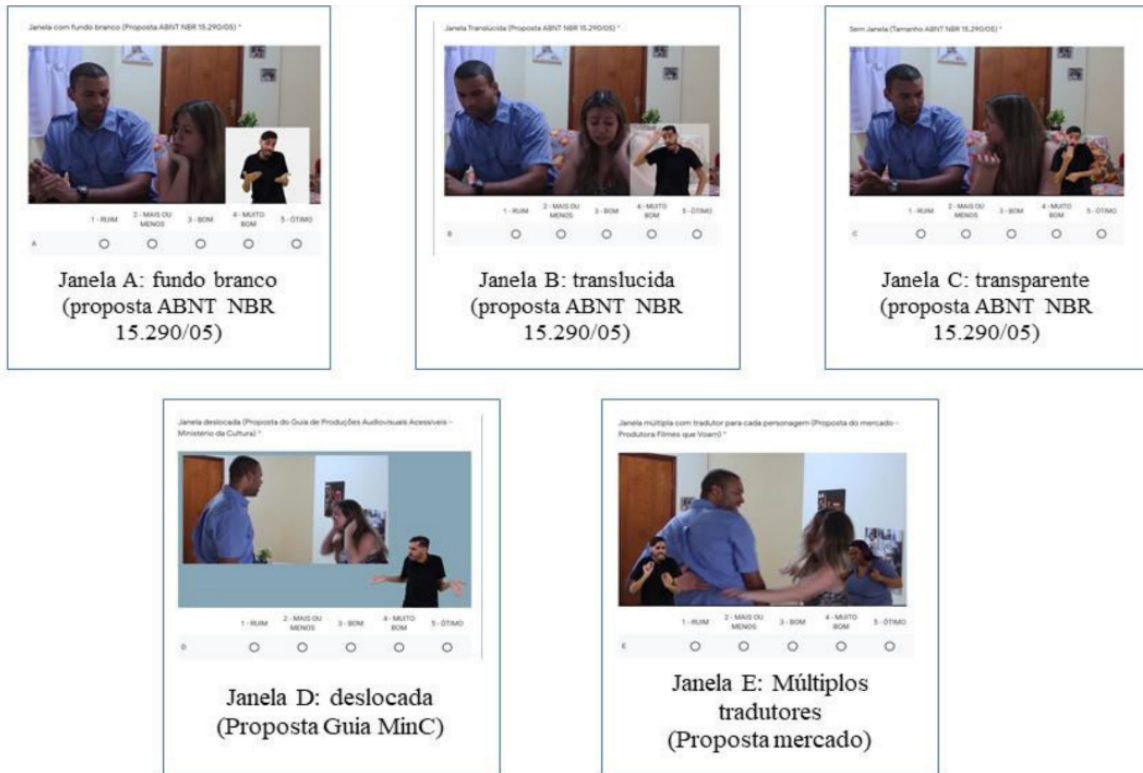 Janela com fundo branco (Proposta ABNT NBR 15.290/05) *
1 - RUIM
2 - MAIS OU MENOS
3 - BOM
4 - MUITO BOM
5 - ÓTIMO
A
Janela A: fundo branco
(proposta ABNT NBR
15.290/05)
Janela Translúcida (Proposta ABNT NBR 15.290/05) *
1 - RUIM
2 - MAIS OU MENOS
3 - BOM
4 - MUITO BOM
5 - ÓTIMO
B
Janela B: translucida
(proposta ABNT NBR
15.290/05)
Sem Janela (Tamanho ABNT NBR 15.290/05) *
1 - RUIM
2 - MAIS OU MENOS
3 - BOM
4 - MUITO BOM
5 - ÓTIMO
C
Janela C: transparente
(proposta ABNT NBR
15.290/05)
Janela deslocada (Proposta do Guia de Produções Audiovisuais Acessíveis -
Ministério da Cultura) *
1 - RUIM
2 - MAIS OU MENOS
3 - BOM
4 - MUITO BOM
5 - ÓTIMO
D
Janela D: deslocada
(Proposta Guia MinC)
Janela múltipla com tradutor para cada personagem (Proposta do mercado -
Produtora Filmes que Voam) *
1 - RUIM
2 - MAIS OU MENOS
3 - BOM
4 - MUITO BOM
5 - ÓTIMO
E
Janela E: Múltiplos
tradutores
(Proposta mercado)